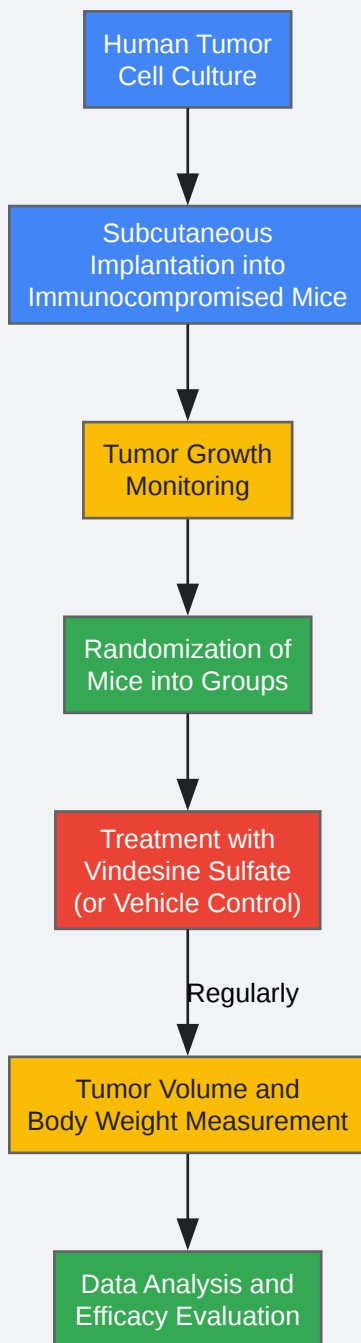 Human Tumor
Cell Culture
Subcutaneous
Implantation into
Immunocompromised Mice
Tumor Growth
Monitoring
Randomization of
Mice into Groups
Treatment with
Vindesine Sulfate
(or Vehicle Control)
Regularly
Tumor Volume and
Body Weight Measurement
Data Analysis and
Efficacy Evaluation